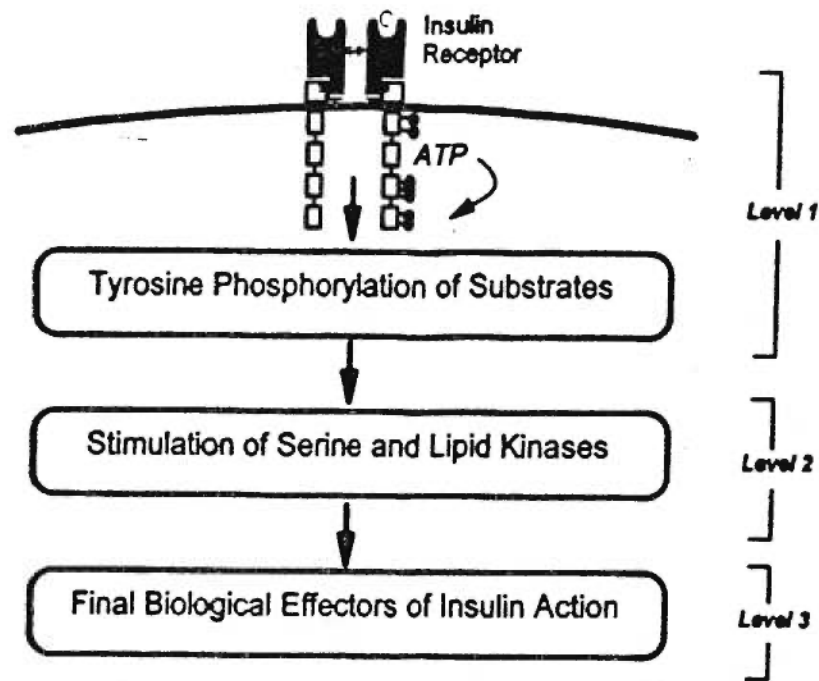 Insulin
Receptor
ATP
Level 1
Tyrosine Phosphorylation of Substrates
Stimulation of Serine and Lipid Kinases
Level 2
Final Biological Effectors of Insulin Action
Level 3